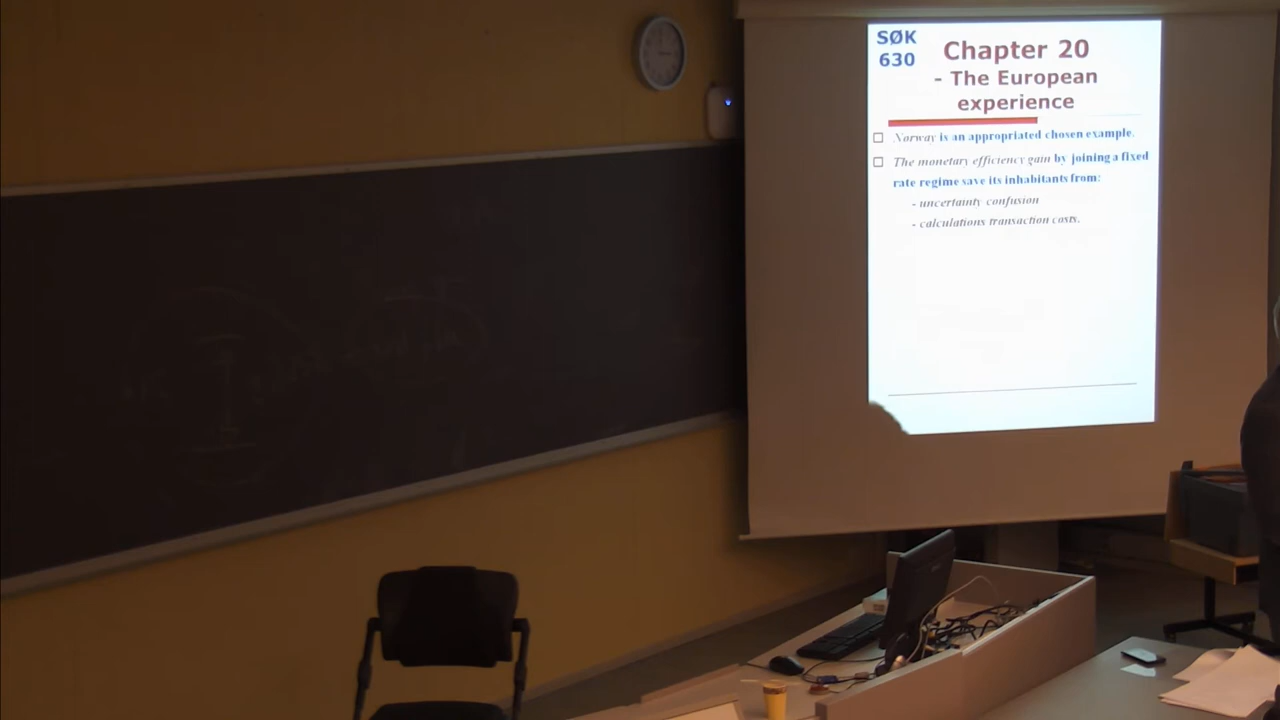 SØK
630
Chapter 20
- The European
experience
Norway is an appropriated chosen example.
The monetary efficiency gain by joining a fixed
rate regime save its inhabitants from:
- uncertainty confusion
- calculations transaction costs.